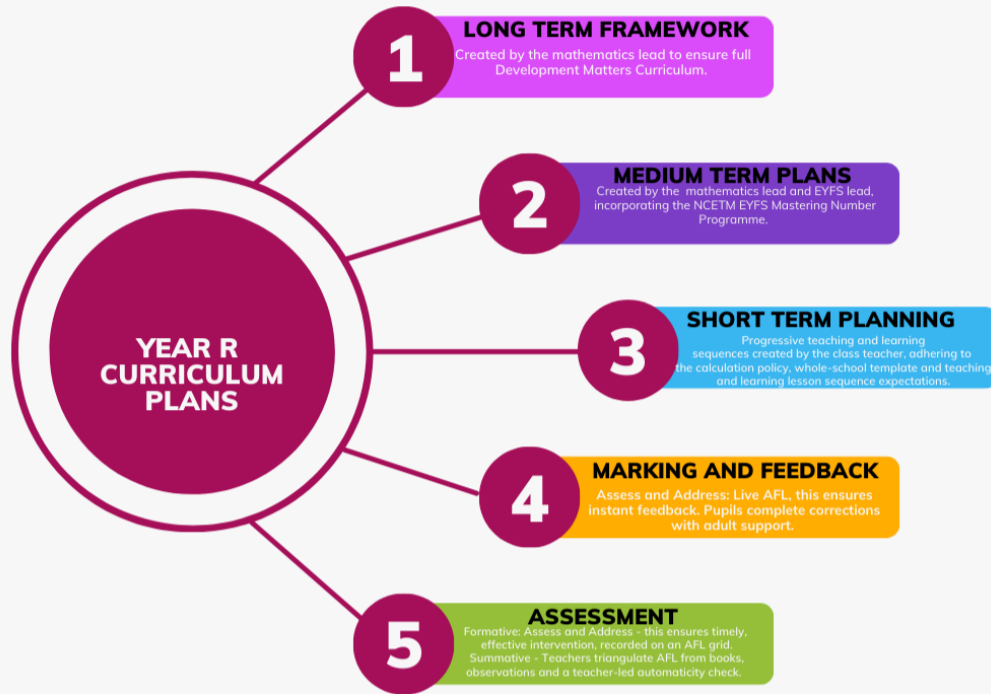 1
LONG TERM FRAMEWORK
Created by the mathematics lead to ensure full
Development Matters Curriculum.
2
MEDIUM TERM PLANS
Created by the mathematics lead and EYFS lead,
incorporating the NCETM EYFS Mastering Number
Programme.
YEAR R
CURRICULUM
PLANS
3
SHORT TERM PLANNING
Progressive teaching and learning
sequences created by the class teacher, adhering to
the calculation policy, whole-school template and teaching
and learning lesson sequence expectations.
4
MARKING AND FEEDBACK
Assess and Address: Live AFL, this ensures
instant feedback. Pupils complete corrections
with adult support.
5
ASSESSMENT
Formative: Assess and Address - this ensures timely,
effective intervention, recorded on an AFL grid.
Summative - Teachers triangulate AFL from books,
observations and a teacher-led automaticity check.